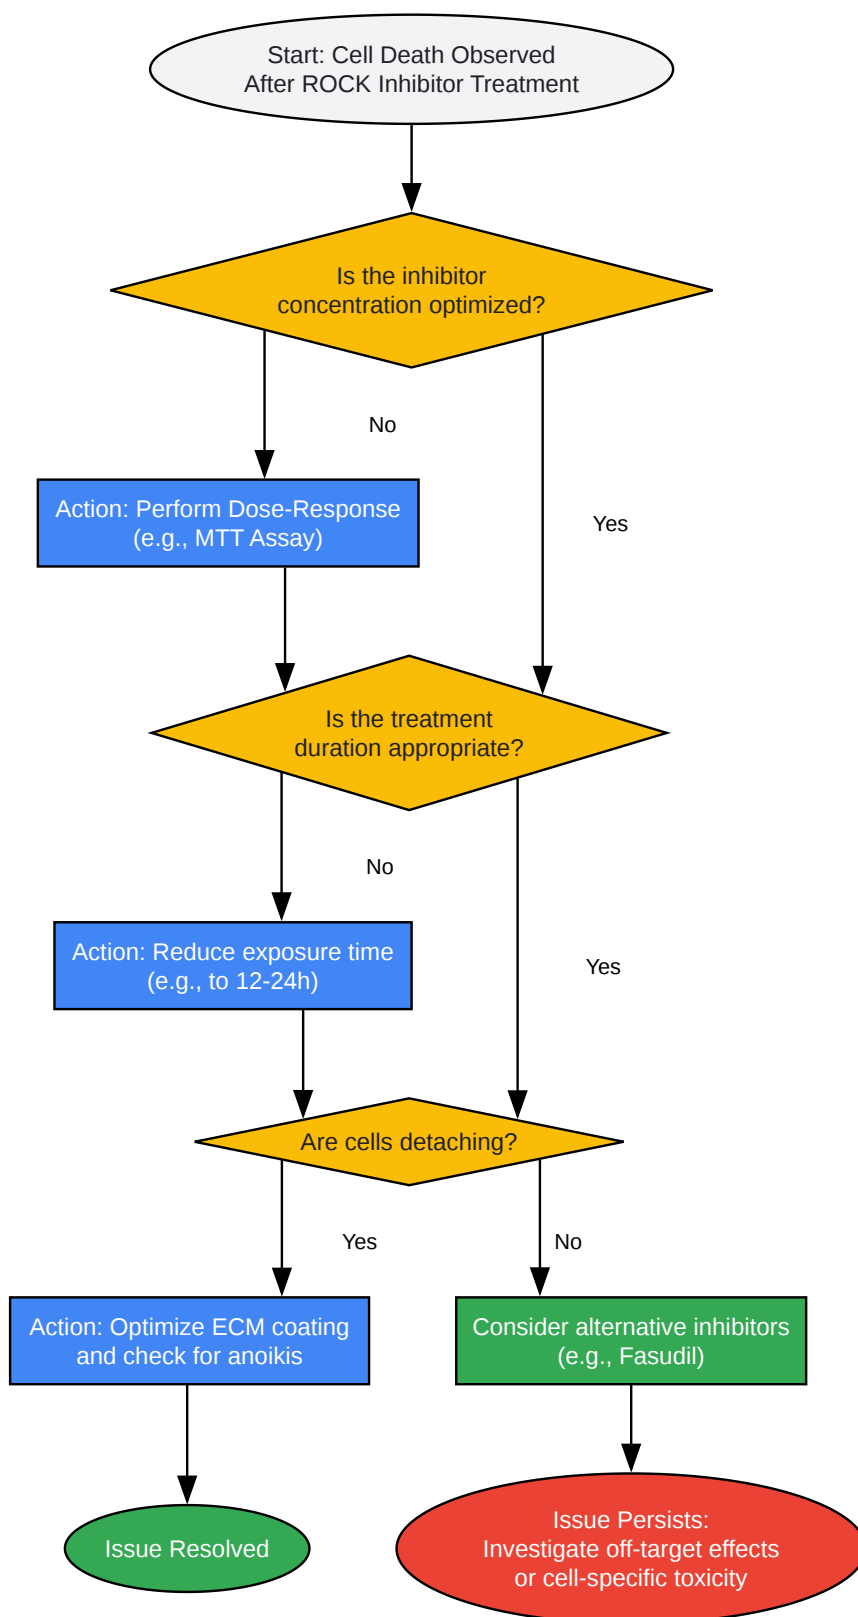 Start: Cell Death Observed
After ROCK Inhibitor Treatment
Is the inhibitor
concentration optimized?
No
Action: Perform Dose-Response
(e.g., MTT Assay)
Yes
Is the treatment
duration appropriate?
No
Action: Reduce exposure time
(e.g., to 12-24h)
Yes
Are cells detaching?
Yes
No
Action: Optimize ECM coating
and check for anoikis
Consider alternative inhibitors
(e.g., Fasudil)
Issue Resolved
Issue Persists:
Investigate off-target effects
or cell-specific toxicity